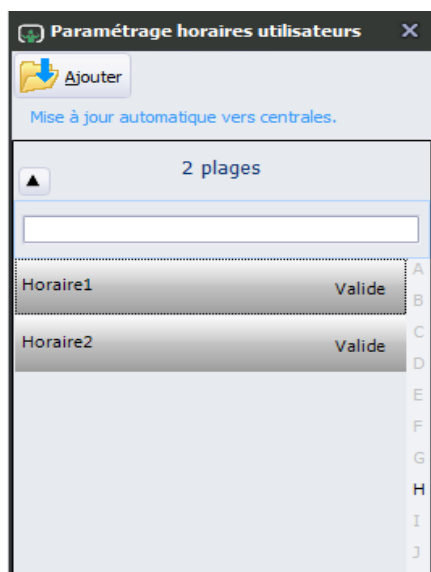 Paramétrage horaires utilisateurs
Ajouter
Mise à jour automatique vers centrales.
2 plages
Horaire1 Valide
Horaire2 Valide
A
B
C
D
E
F
G
H
I
J